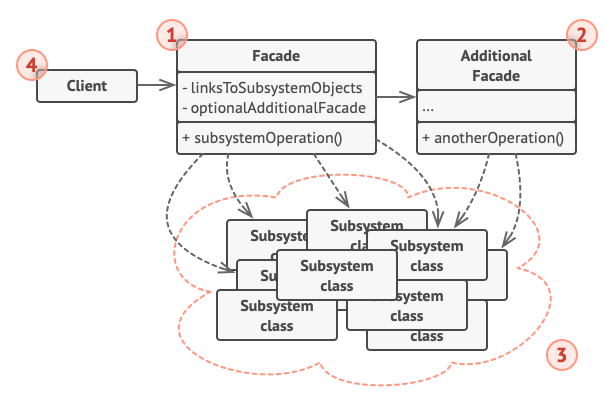 1
2
4
Client
Facade
- linksToSubsystemObjects
- optionalAdditionalFacade
+ subsystemOperation()
Additional
Facade
...
+ anotherOperation()
Subsystem
class
Subsystem
class
Subsystem
class
Subsystem
class
Subsystem
class
class
3